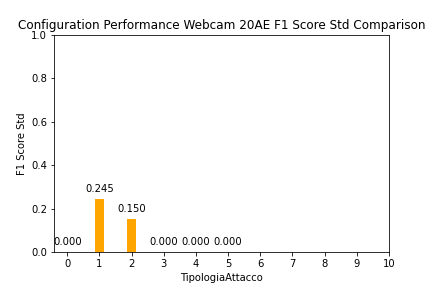 Configuration Performance Webcam 20AE F1 Score Std Comparison
1.0
0.8
0.6
0.4
0.2
0.0
F1 Score Std
0.000
0.245
0.150
0.000 0.000 0.000
0 1 2 3 4 5 6 7 8 9 10
TipologiaAttacco